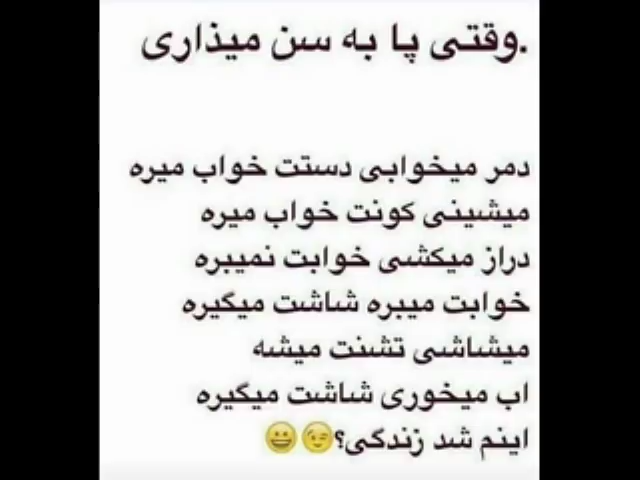 .وقتی پا به سن میذاری
دمر میخوابی دستت خواب میره
میشینی کونت خواب میره
دراز میکشی خوابت نمیبره
خوابت میبره شاشت میگیره
میشاشی تشنت میشه
اب میخوری شاشت میگیره
اینم شد زندگی؟😉😀